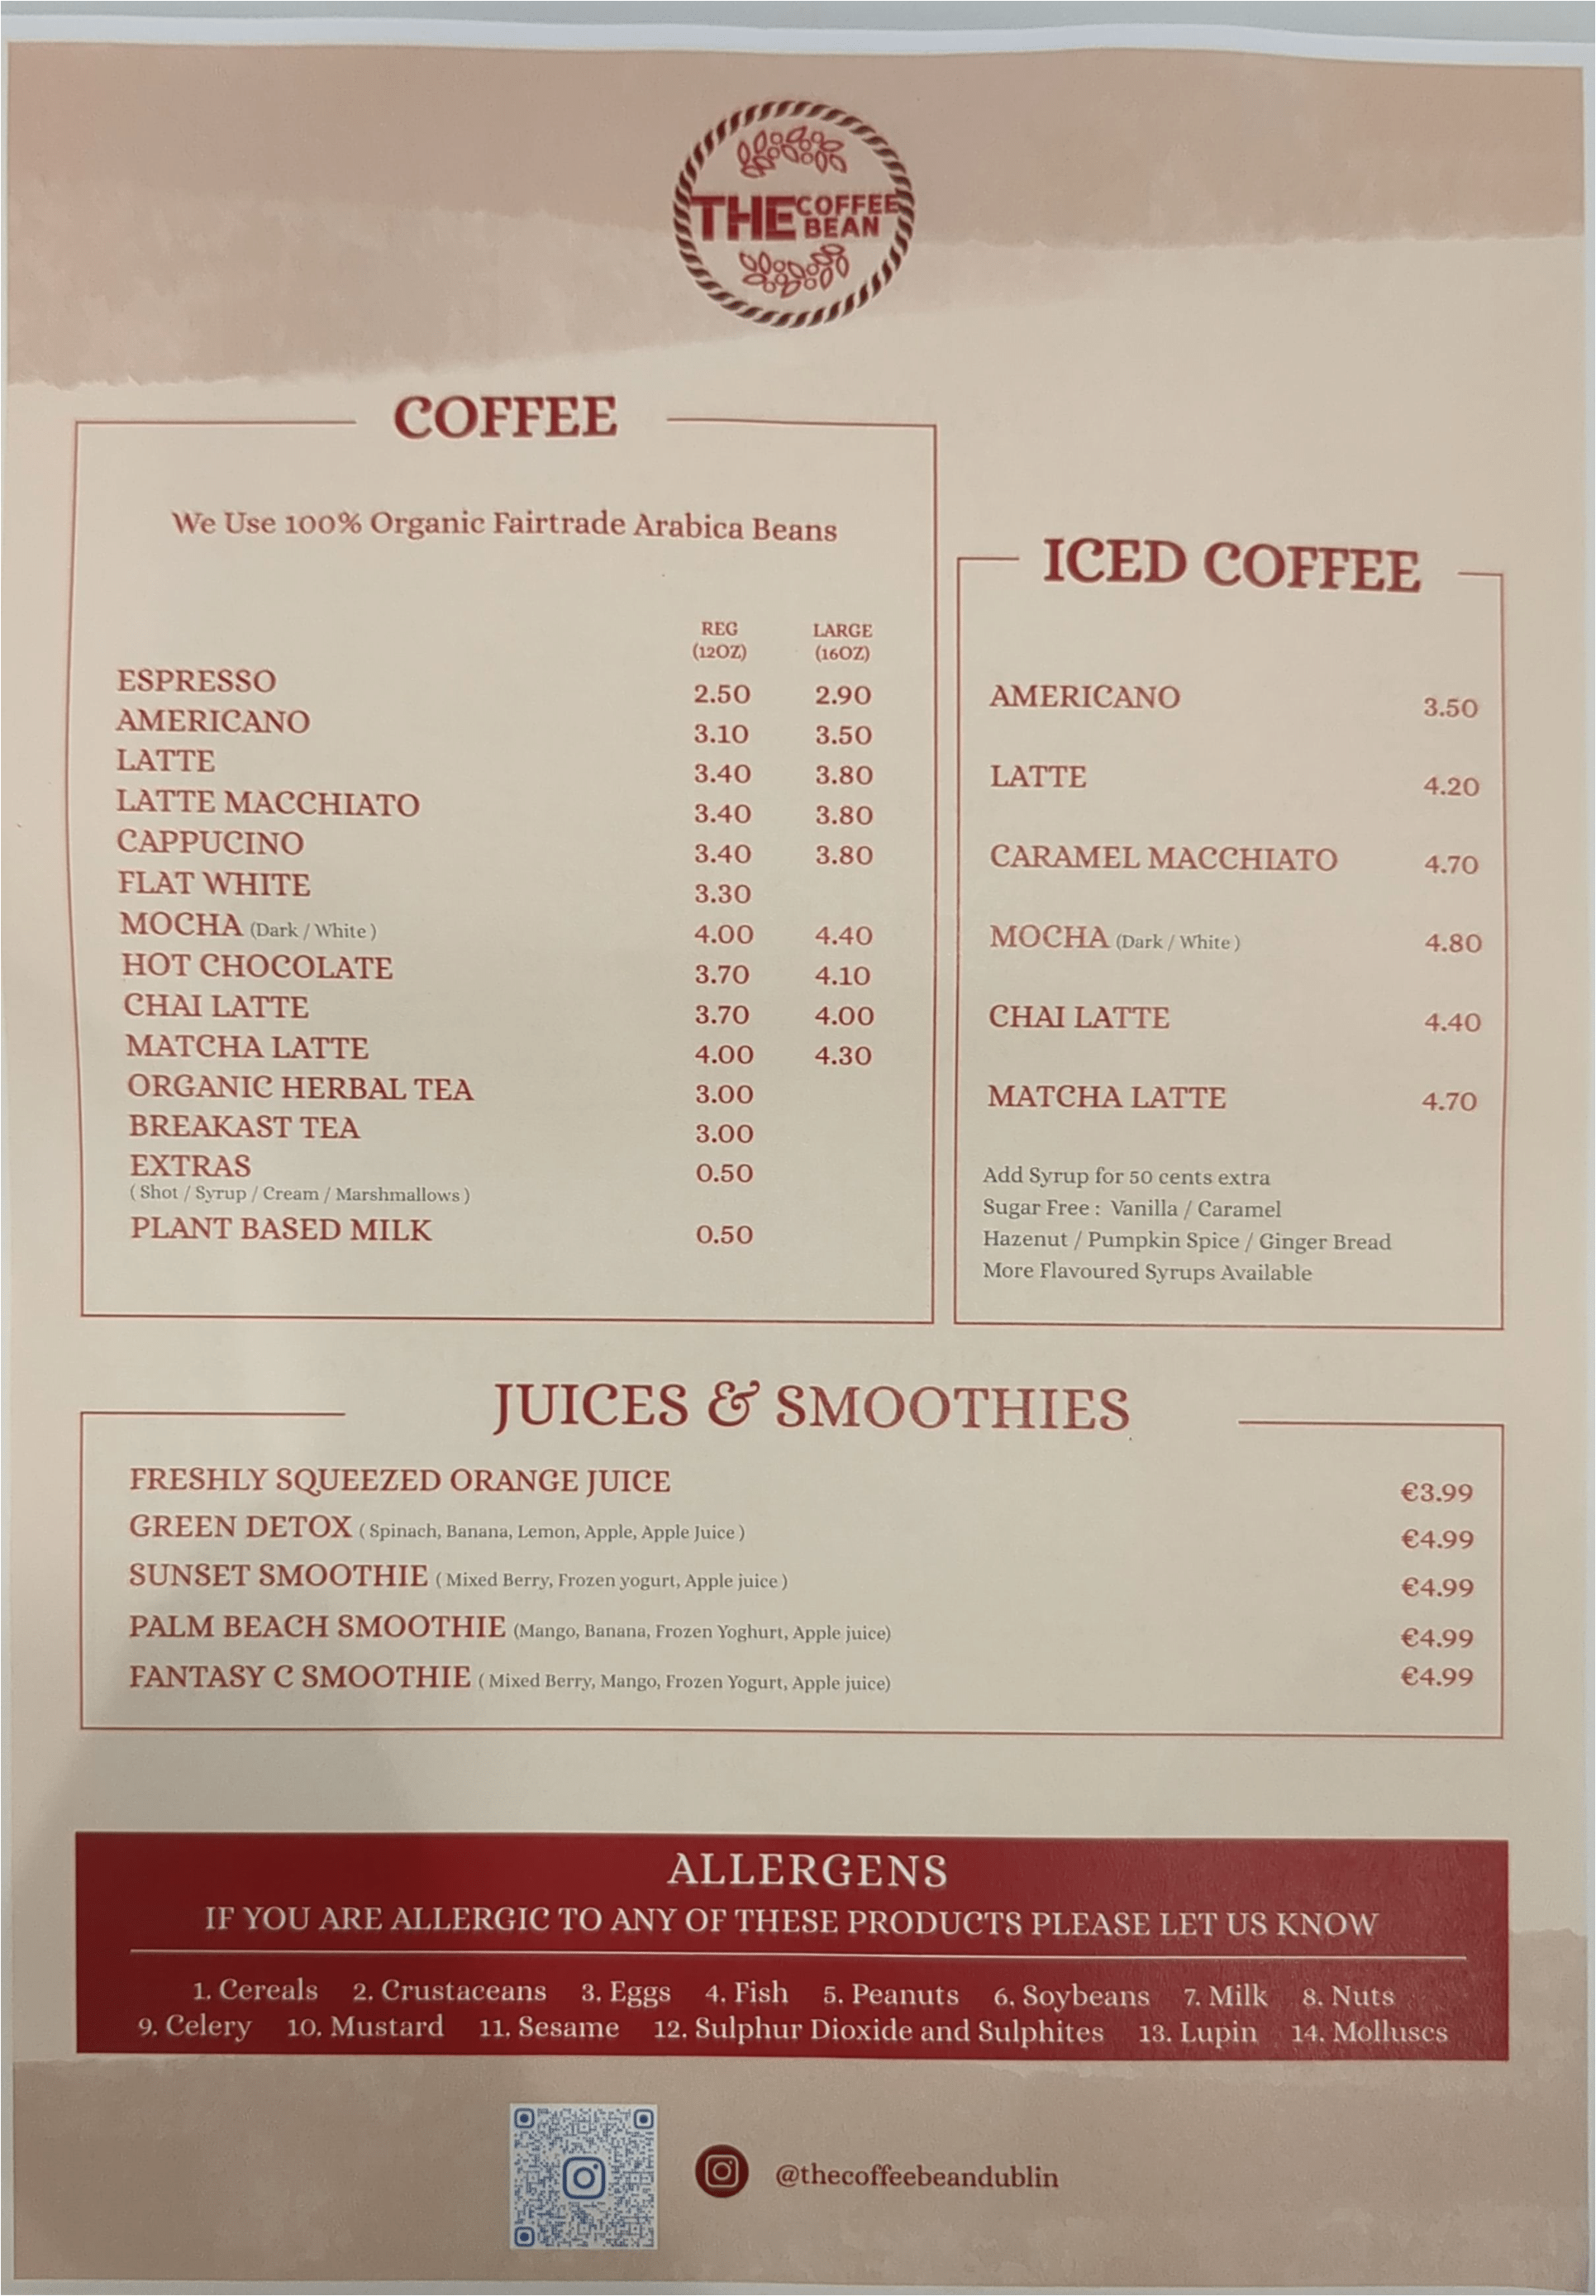 THE COFFEE BEAN
COFFEE
We Use 100% Organic Fairtrade Arabica Beans
REG (12OZ) LARGE (16OZ)
ESPRESSO 2.50 2.90
AMERICANO 3.10 3.50
LATTE 3.40 3.80
LATTE MACCHIATO 3.40 3.80
CAPPUCINO 3.40 3.80
FLAT WHITE 3.30
MOCHA (Dark / White ) 4.00 4.40
HOT CHOCOLATE 3.70 4.10
CHAI LATTE 3.70 4.00
MATCHA LATTE 4.00 4.30
ORGANIC HERBAL TEA 3.00
BREAKAST TEA 3.00
EXTRAS 0.50
( Shot / Syrup / Cream / Marshmallows )
PLANT BASED MILK 0.50
ICED COFFEE
AMERICANO 3.50
LATTE 4.20
CARAMEL MACCHIATO 4.70
MOCHA (Dark / White ) 4.80
CHAI LATTE 4.40
MATCHA LATTE 4.70
Add Syrup for 50 cents extra
Sugar Free : Vanilla / Caramel
Hazenut / Pumpkin Spice / Ginger Bread
More Flavoured Syrups Available
JUICES & SMOOTHIES
FRESHLY SQUEEZED ORANGE JUICE €3.99
GREEN DETOX ( Spinach, Banana, Lemon, Apple, Apple Juice ) €4.99
SUNSET SMOOTHIE ( Mixed Berry, Frozen yogurt, Apple juice ) €4.99
PALM BEACH SMOOTHIE (Mango, Banana, Frozen Yoghurt, Apple juice) €4.99
FANTASY C SMOOTHIE ( Mixed Berry, Mango, Frozen Yogurt, Apple juice) €4.99
ALLERGENS
IF YOU ARE ALLERGIC TO ANY OF THESE PRODUCTS PLEASE LET US KNOW
1. Cereals 2. Crustaceans 3. Eggs 4. Fish 5. Peanuts 6. Soybeans 7. Milk 8. Nuts
9. Celery 10. Mustard 11. Sesame 12. Sulphur Dioxide and Sulphites 13. Lupin 14. Molluscs
@thecoffeebeandublin